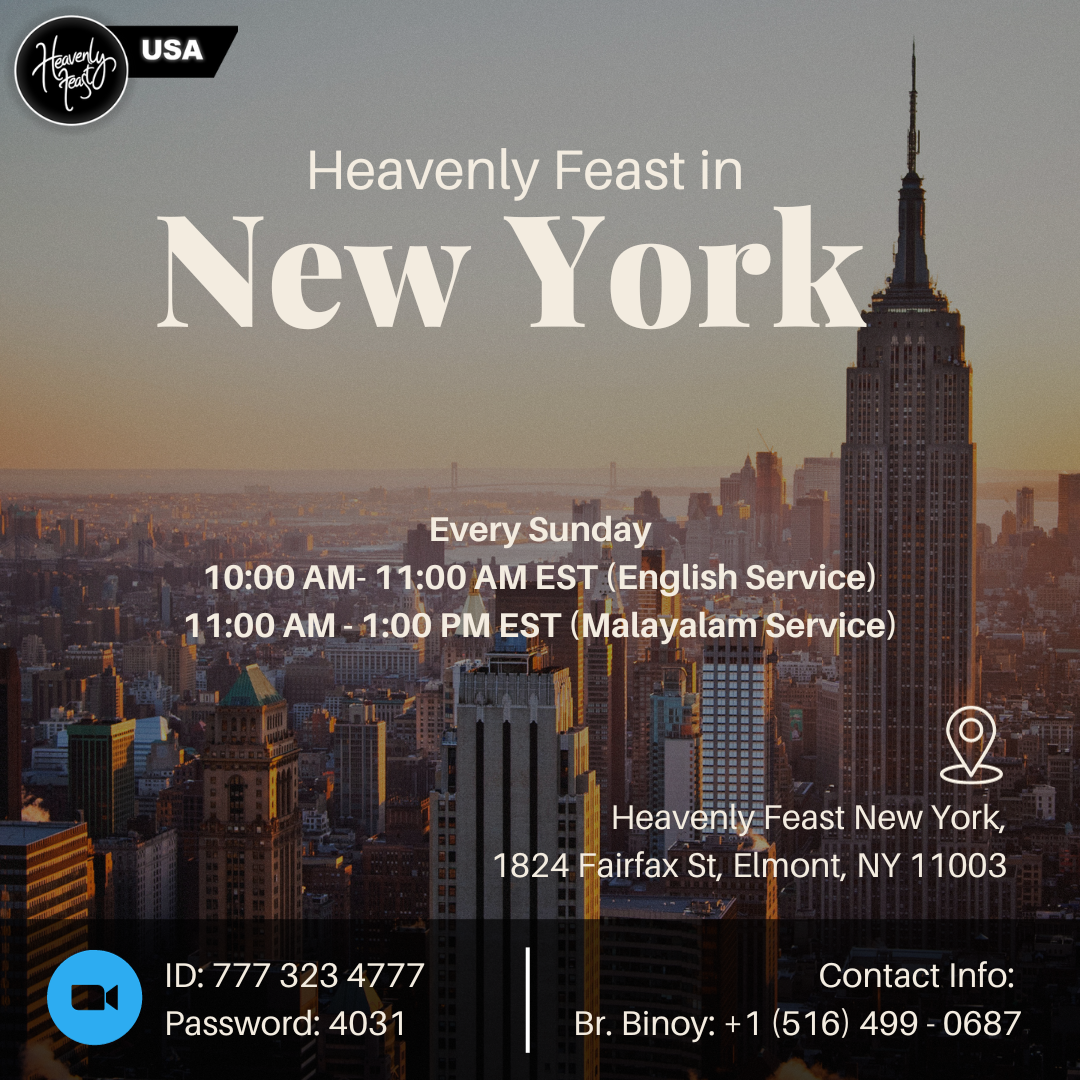 Heavenly
Feast
USA
Heavenly Feast in
New York
Every Sunday
10:00 AM- 11:00 AM EST (English Service)
11:00 AM - 1:00 PM EST (Malayalam Service)
Heavenly Feast New York,
1824 Fairfax St, Elmont, NY 11003
ID: 777 323 4777
Password: 4031
Contact Info:
Br. Binoy: +1 (516) 499 - 0687